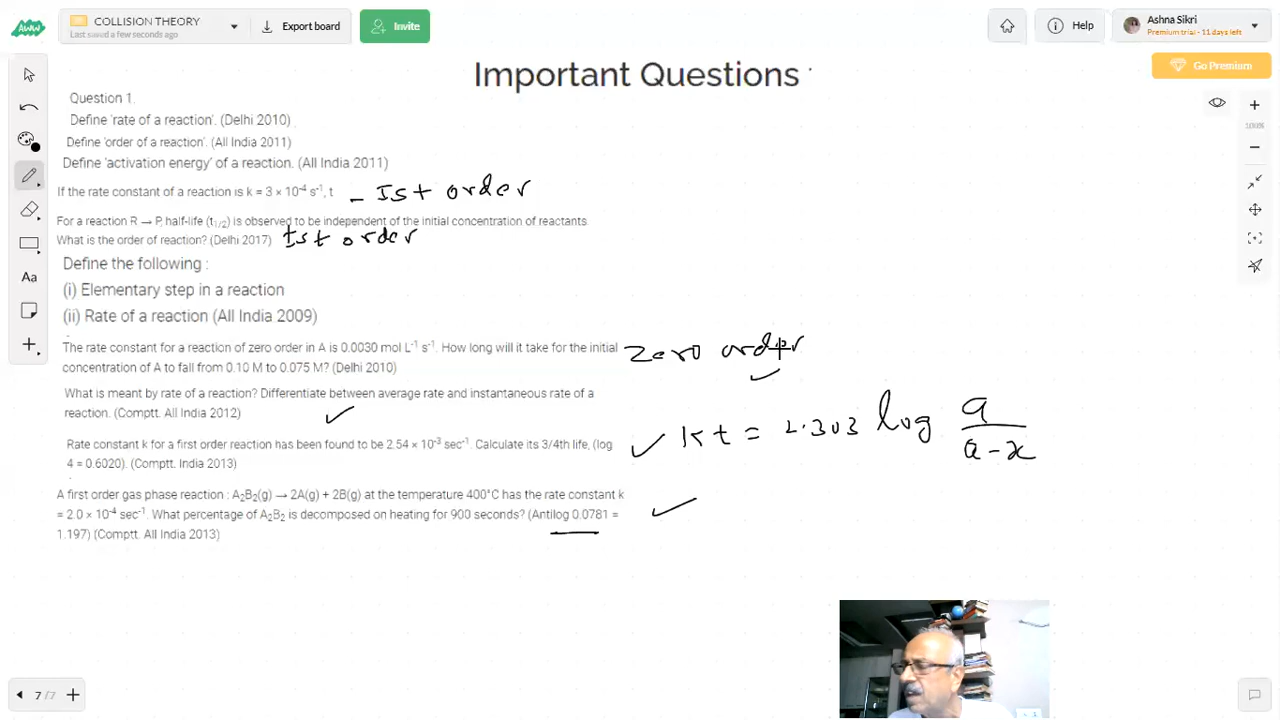 AWW
COLLISION THEORY
Last saved a few seconds ago
Export board
Invite
Help
Ashna Sikri
Premium trial - 11 days left
Go Premium
100%
Important Questions
Question 1.
Define 'rate of a reaction'. (Delhi 2010)
Define 'order of a reaction'. (All India 2011)
Define 'activation energy' of a reaction. (All India 2011)
If the rate constant of a reaction is k = 3 × 10⁻⁴ s⁻¹, t - Ist order
For a reaction R → P, half-life (t₁/₂) is observed to be independent of the initial concentration of reactants.
What is the order of reaction? (Delhi 2017) Ist order
Define the following :
(i) Elementary step in a reaction
(ii) Rate of a reaction (All India 2009)
The rate constant for a reaction of zero order in A is 0.0030 mol L⁻¹ s⁻¹. How long will it take for the initial
concentration of A to fall from 0.10 M to 0.075 M? (Delhi 2010)
Zero order
What is meant by rate of a reaction? Differentiate between average rate and instantaneous rate of a
reaction. (Comptt. All India 2012)
Rate constant k for a first order reaction has been found to be 2.54 × 10⁻³ sec⁻¹. Calculate its 3/4th life, (log
4 = 0.6020). (Comptt. India 2013)
kt = 2.303 log a/(a-x)
A first order gas phase reaction : A₂B₂(g) → 2A(g) + 2B(g) at the temperature 400°C has the rate constant k
= 2.0 × 10⁻⁴ sec⁻¹. What percentage of A₂B₂ is decomposed on heating for 900 seconds? (Antilog 0.0781 =
1.197) (Comptt. All India 2013)
Aa
7 / 7